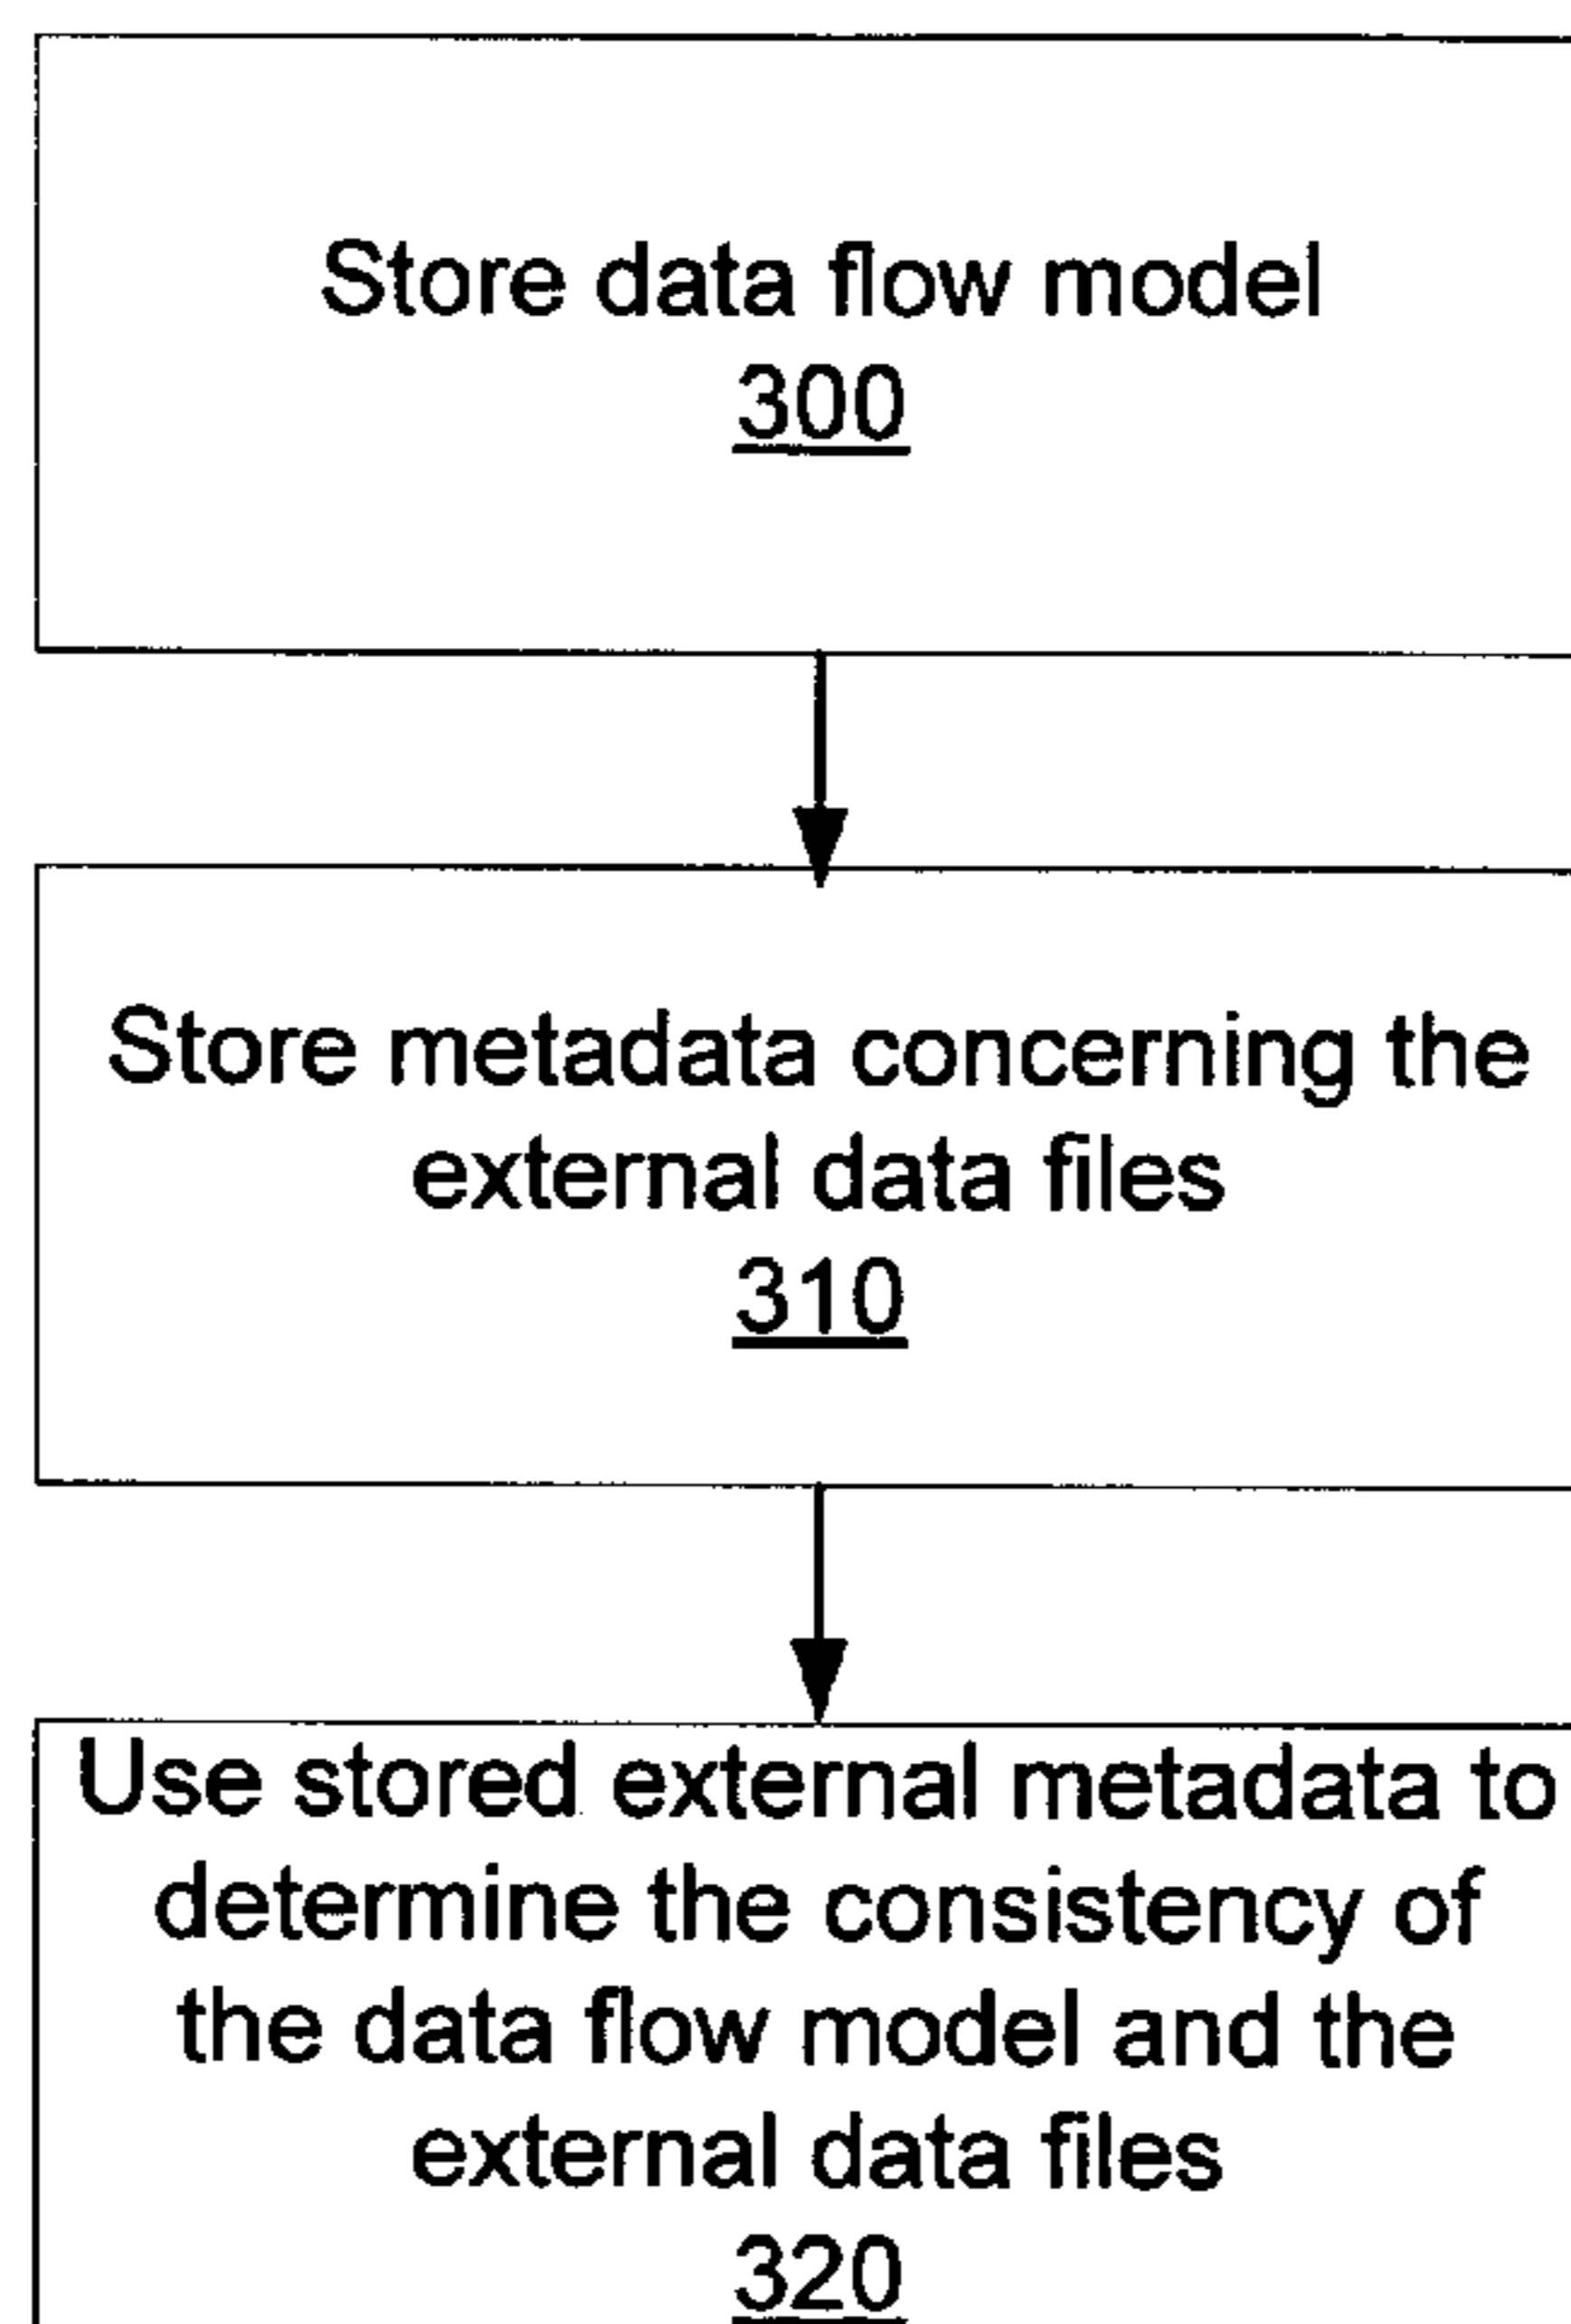 Store data flow model
300
Store metadata concerning the
external data files
310
Use stored external metadata to
determine the consistency of
the data flow model and the
external data files
320